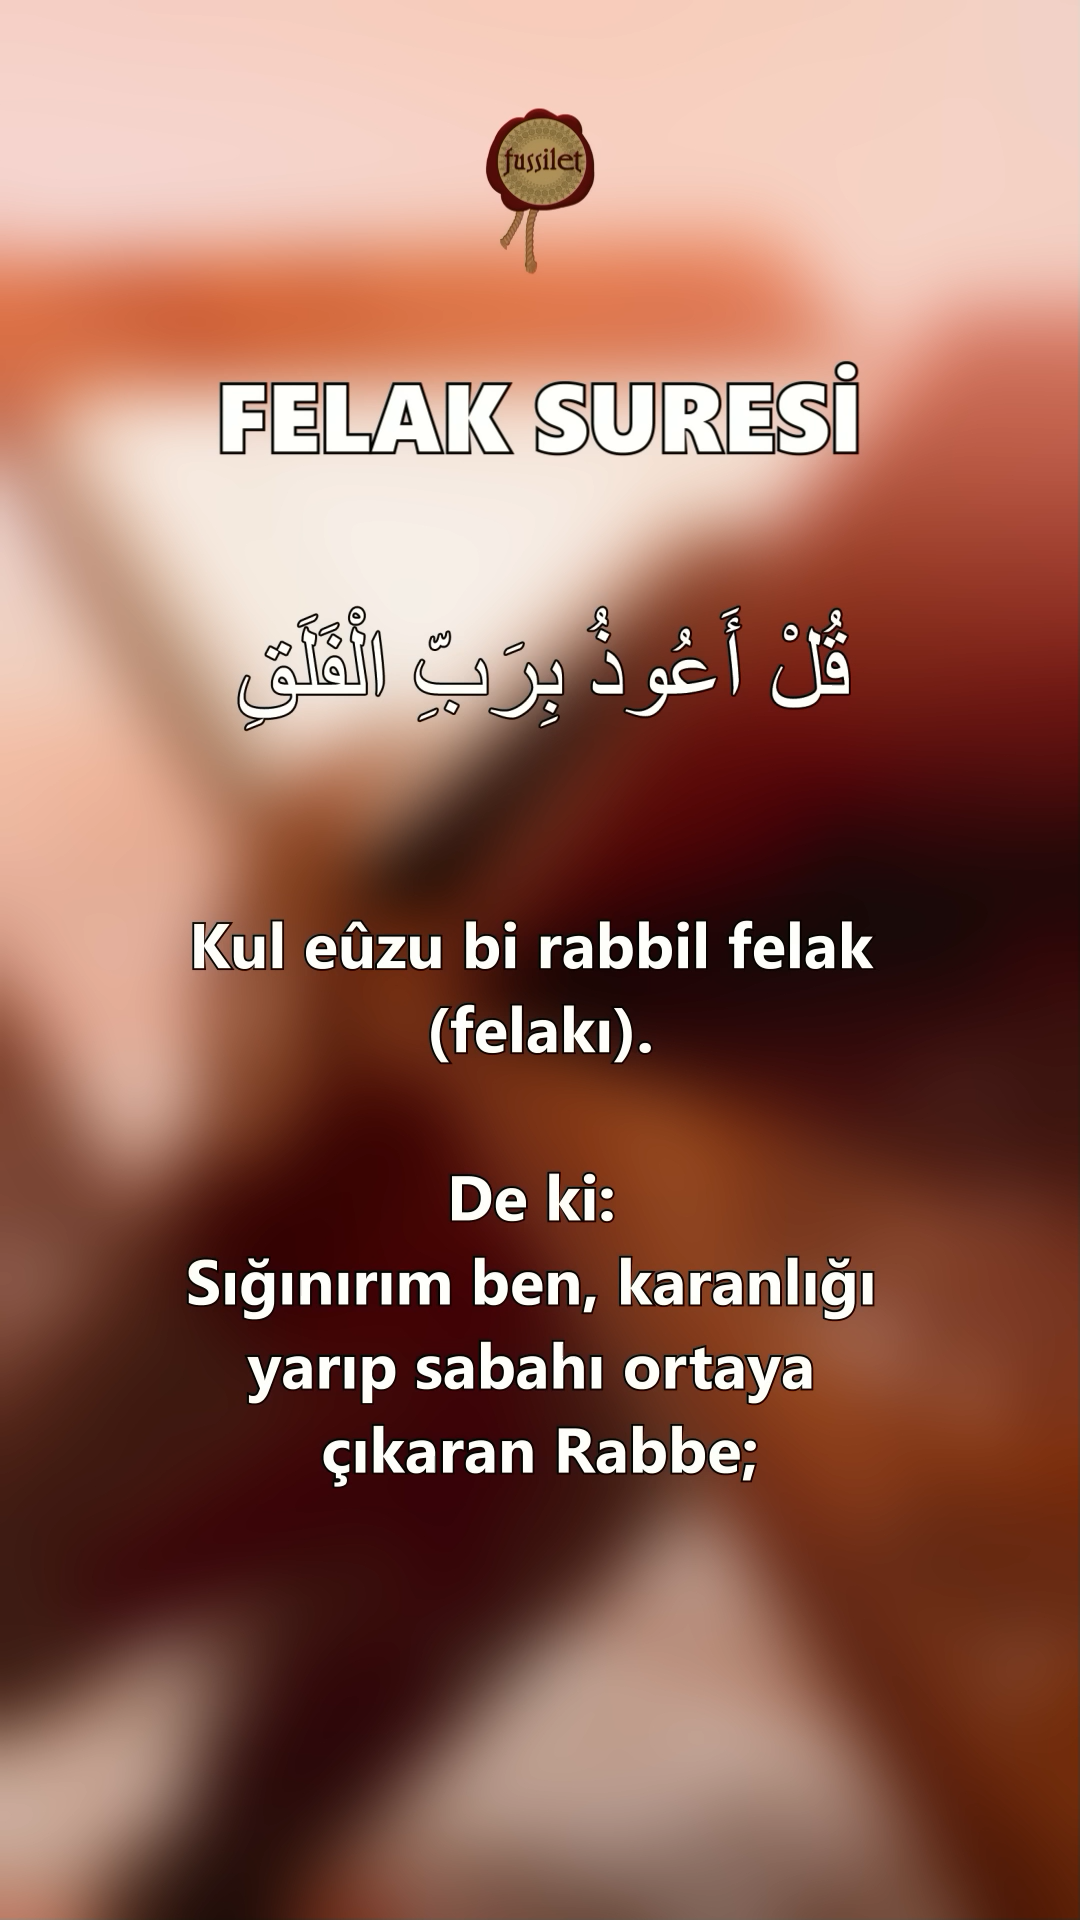 fussilet
FELAK SURESİ
قُلْ أَعُوذُ بِرَبِّ الْفَلَقِ
Kul eûzu bi rabbil felak
(felakı).
De ki:
Sığınırım ben, karanlığı
yarıp sabahı ortaya
çıkaran Rabbe;